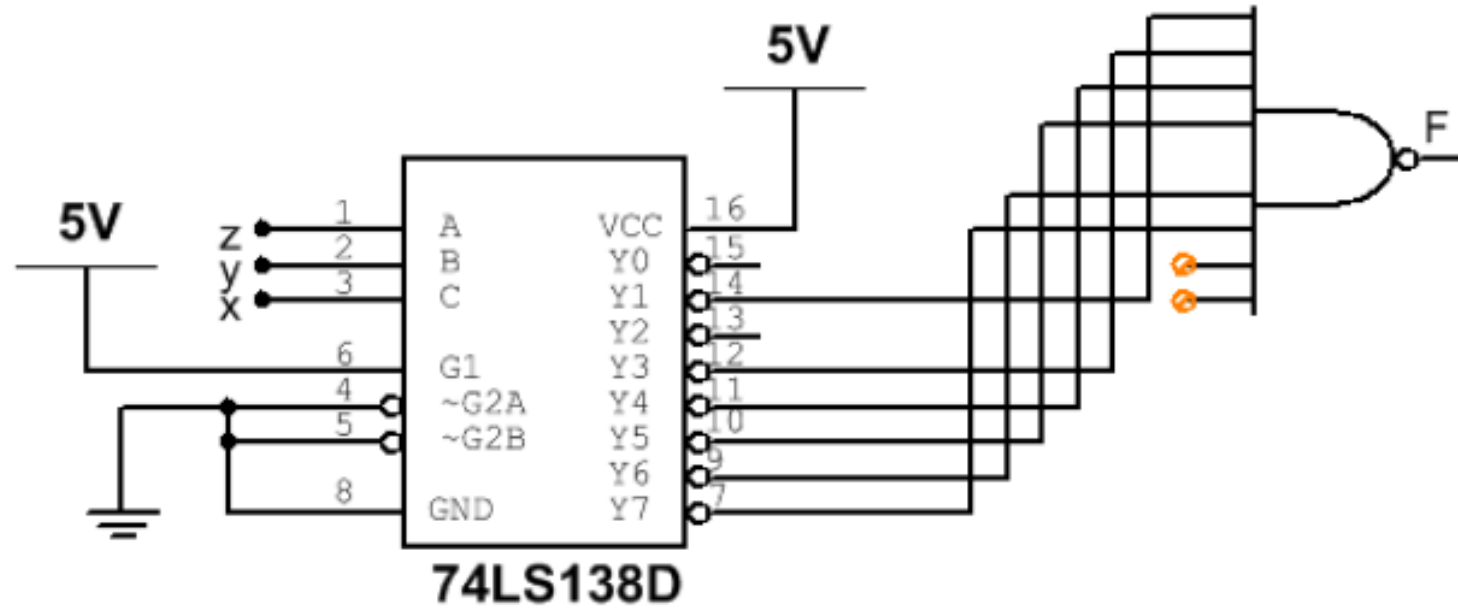 5V
F
5V
z 1 A VCC 16
y 2 B Y0 15
x 3 C Y1 14
Y2 13
6 G1 Y3 12
4 ~G2A Y4 11
5 ~G2B Y5 10
Y6 9
8 GND Y7 7
74LS138D